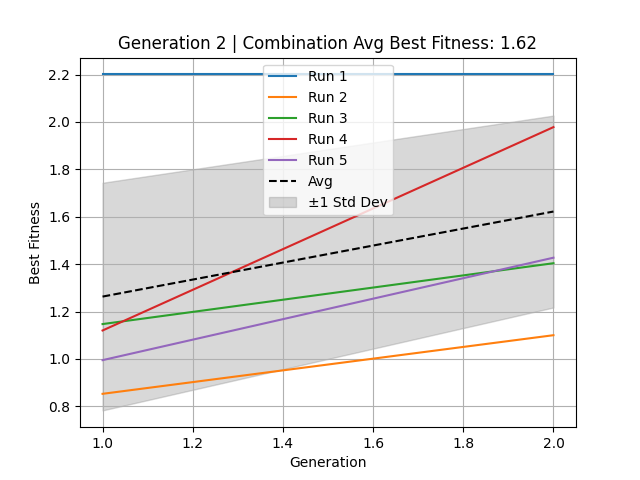 Generation 2 | Combination Avg Best Fitness: 1.62
Best Fitness
2.2
2.0
1.8
1.6
1.4
1.2
1.0
0.8
Run 1
Run 2
Run 3
Run 4
Run 5
Avg
±1 Std Dev
1.0 1.2 1.4 1.6 1.8 2.0
Generation